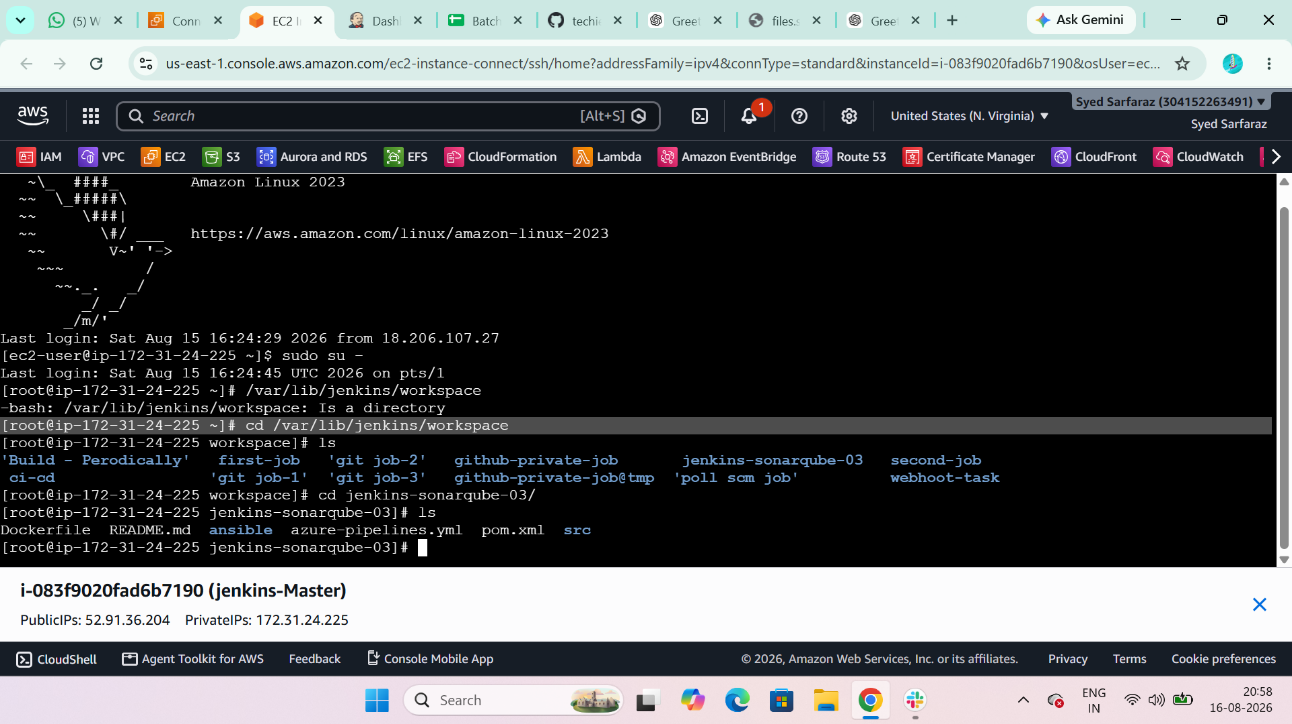 (5) W
Conn
EC2 I
Dashl
Batch
techie
Greet
files.s
Greet
Ask Gemini
us-east-1.console.aws.amazon.com/ec2-instance-connect/ssh/home?addressFamily=ipv4&connType=standard&instanceId=i-083f9020fad6b7190&osUser=ec...
aws
Search
[Alt+S]
1
United States (N. Virginia)
Syed Sarfaraz (304152263491)
Syed Sarfaraz
IAM
VPC
EC2
S3
Aurora and RDS
EFS
CloudFormation
Lambda
Amazon EventBridge
Route 53
Certificate Manager
CloudFront
CloudWatch
~\_  ####_        Amazon Linux 2023
~~  \_#####\
~~     \###|
~~       \#/ ___   https://aws.amazon.com/linux/amazon-linux-2023
~~       V~' '->
~~~         /
~~._.   _/
_/ _/
_/m/'
Last login: Sat Aug 15 16:24:29 2026 from 18.206.107.27
[ec2-user@ip-172-31-24-225 ~]$ sudo su -
Last login: Sat Aug 15 16:24:45 UTC 2026 on pts/1
[root@ip-172-31-24-225 ~]# /var/lib/jenkins/workspace
-bash: /var/lib/jenkins/workspace: Is a directory
[root@ip-172-31-24-225 ~]# cd /var/lib/jenkins/workspace
[root@ip-172-31-24-225 workspace]# ls
'Build - Perodically'   first-job   'git job-2'   github-private-job       jenkins-sonarqube-03   second-job
ci-cd                 'git job-1'  'git job-3'   github-private-job@tmp  'poll scm job'          webhoot-task
[root@ip-172-31-24-225 workspace]# cd jenkins-sonarqube-03/
[root@ip-172-31-24-225 jenkins-sonarqube-03]# ls
Dockerfile  README.md  ansible  azure-pipelines.yml  pom.xml  src
[root@ip-172-31-24-225 jenkins-sonarqube-03]#
i-083f9020fad6b7190 (jenkins-Master)
PublicIPs: 52.91.36.204    PrivateIPs: 172.31.24.225
CloudShell
Agent Toolkit for AWS
Feedback
Console Mobile App
© 2026, Amazon Web Services, Inc. or its affiliates.
Privacy
Terms
Cookie preferences
Search
ENG
IN
20:58
16-08-2026